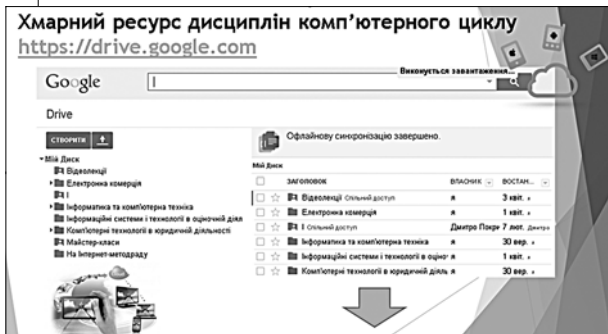 Хмарний ресурс дисциплін комп’ютерного циклу
https://drive.google.com
Google
Виконується завантаження...
Drive
СТВОРИТИ
Мій Диск
Відеолекції
Електронна комерція
І
Інформатика та комп'ютерна техніка
Інформаційні системи і технології в оціночній діял
Комп'ютерні технології в юридичній діяльності
Майстер-класи
На Інтернет-методраду
Офлайнову синхронізацію завершено.
Мій Диск
ЗАГОЛОВОК ВЛАСНИК ВОСТАН...
Відеолекції Спільний доступ я 3 квіт. я
Електронна комерція я 1 квіт. я
І Спільний доступ Дмитро Покри 7 лют. Дмитро
Інформатика та комп'ютерна техніка я 30 вер. я
Інформаційні системи і технології в оціноч я 1 квіт. я
Комп'ютерні технології в юридичній діяль я 30 вер. я